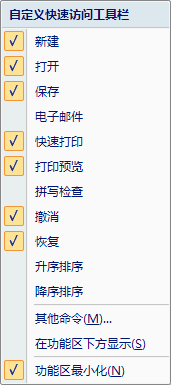 自定义快速访问工具栏
新建
打开
保存
电子邮件
快速打印
打印预览
拼写检查
撤消
恢复
升序排序
降序排序
其他命令(M)...
在功能区下方显示(S)
功能区最小化(N)